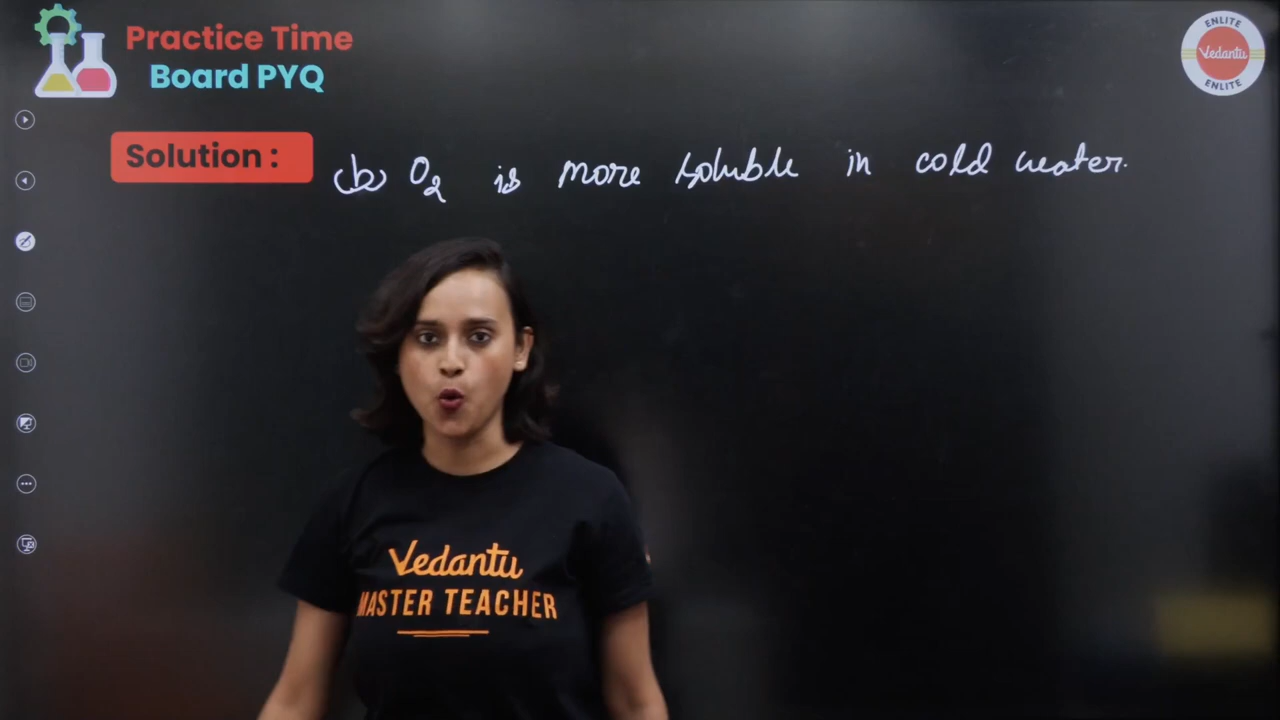 Practice Time
Board PYQ
ENLITE
Vedantu
ENLITE
Solution :
(b) O₂ is more soluble in cold water.
Vedantu
MASTER TEACHER